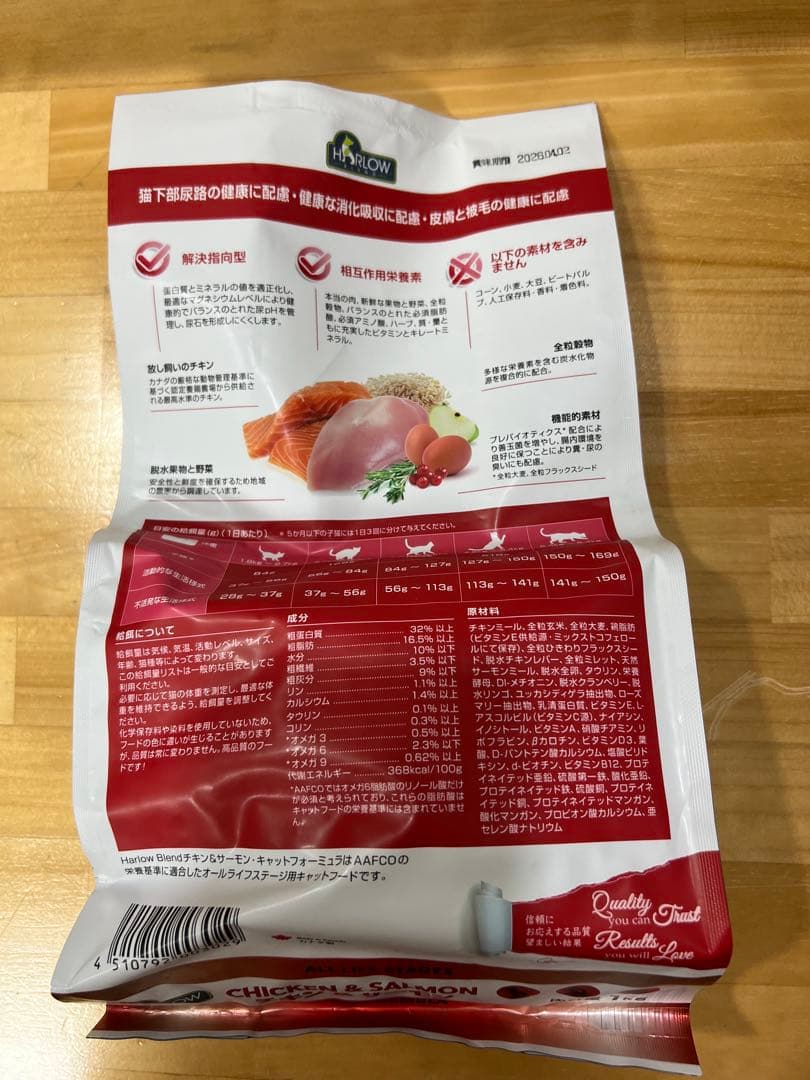 HARLOW
賞味期限 2026.04.02
猫下部尿路の健康に配慮・健康な消化吸収に配慮・皮膚と被毛の健康に配慮
解決指向型
蛋白質とミネラルの値を適正化し、
最適なマグネシウムレベルにより健
康的でバランスのとれた尿pHを管
理し、尿石を形成しにくくします。
相互作用栄養素
本当の肉、新鮮な果物と野菜、全粒
穀物、バランスのとれた必須脂肪
酸、必須アミノ酸、ハーブ、質・量と
もに充実したビタミンとキレートミ
ネラル。
以下の素材を含み
ません
コーン、小麦、大豆、ビートパル
プ、人工保存料・香料・着色料。
放し飼いのチキン
カナダの厳格な動物管理基準に
基づく認定養鶏農場から供給さ
れる最高水準のチキン。
全粒穀物
多様な栄養素を含む炭水化物
源を複合的に配合。
脱水果物と野菜
安全性と鮮度を確保するため地域
の農家から調達しています。
機能的素材
プレバイオティクス*配合によ
り善玉菌を増やし、腸内環境を
良好に保つことにより糞・尿の
臭いにも配慮。
*全粒大麦、全粒フラックスシード
目安の給餌量(g)(1日あたり) ※5か月以下の子猫には1日3回に分けて与えてください。
活動的な生活様式 56g 〜 84g 84g 〜 127g 127g 〜 150g 150g 〜 169g
不活発な生活様式 28g 〜 37g 37g 〜 56g 56g 〜 113g 113g 〜 141g 141g 〜 150g
給餌について
給餌量は気候、気温、活動レベル、サイズ、
年齢、猫種等によって変わります。
この給餌量リストは一般的な目安としてご
利用ください。
必要に応じて猫の体重を測定し、最適な体
重を維持できるよう、給餌量を調整してく
ださい。
化学保存料や染料を使用していないため、
フードの色に違いが生じることがあります
が、品質は常に変わりません。高品質のフー
ドです!
成分
粗蛋白質 32% 以上
粗脂肪 16.5% 以上
水分 10% 以下
粗繊維 3.5% 以下
粗灰分 9% 以下
リン 1.1% 以上
カルシウム 1.4% 以上
タウリン 0.1% 以上
コリン 0.3% 以上
*オメガ 3 0.5% 以上
*オメガ 6 2.3% 以下
*オメガ 9 0.62% 以上
代謝エネルギー 368kcal/100g
*AAFCOではオメガ6脂肪酸のリノール酸だけ
が必須と考えられており、これらの脂肪酸は
キャットフードの栄養基準には含まれていませ
ん。
原材料
チキンミール、全粒玄米、全粒大麦、鶏脂肪
(ビタミンE供給源・ミックストコフェロー
ルにて保存)、全粒ひきわりフラックスシー
ド、脱水チキンレバー、全粒ミレット、天然
サーモンミール、脱水全卵、タウリン、栄養
酵母、DL-メチオニン、脱水クランベリー、脱
水リンゴ、ユッカシディゲラ抽出物、ローズ
マリー抽出物、乳清蛋白質、ビタミンE、L-
アスコルビル(ビタミンC源)、ナイアシン、
イノシトール、ビタミンA、硝酸チアミン、リ
ボフラビン、βカロチン、ビタミンD3、葉
酸、D-パントテン酸カルシウム、塩酸ピリド
キシン、d-ビオチン、ビタミンB12、プロテ
イネイテッド亜鉛、硫酸第一鉄、酸化亜鉛、
プロテイネイテッド鉄、硫酸銅、プロテイネ
イテッド銅、プロテイネイテッドマンガン、
酸化マンガン、プロピオン酸カルシウム、亜
セレン酸ナトリウム
Harlow Blendチキン&サーモン・キャットフォーミュラはAAFCOの
栄養基準に適合したオールライフステージ用キャットフードです。
信頼に
お応えする品質
望ましい結果
Quality
you can Trust
Results
you will Love
4 510792
カナダ製
ALL LIFE STAGES
CHICKEN & SALMON
1kg